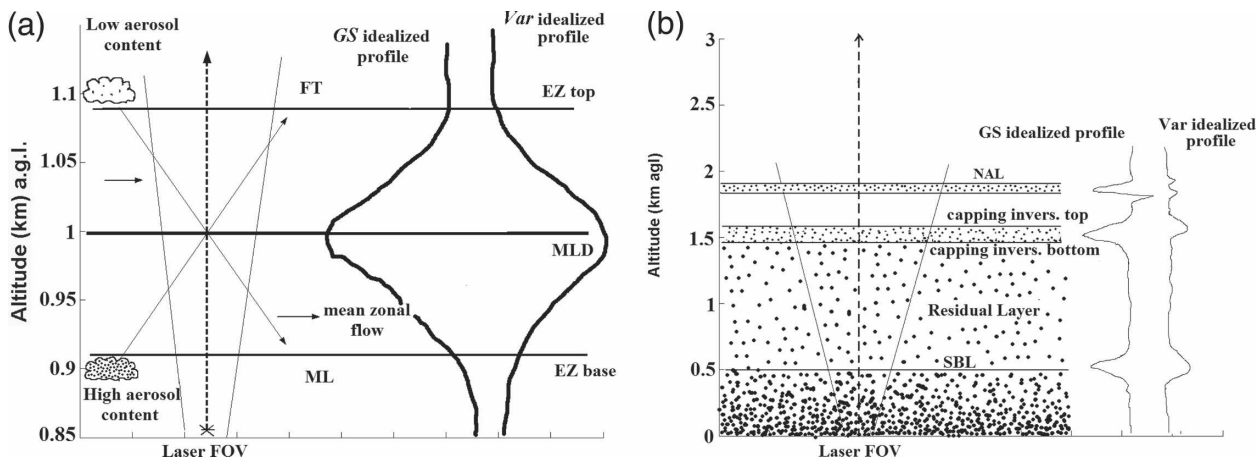 (a)
Low aerosol
content
GS idealized
profile
Var idealized
profile
FT
EZ top
1.1
1.05
1
0.95
0.9
0.85
Altitude (km) a.g.l.
MLD
mean zonal
flow
ML
EZ base
High aerosol
content
Laser FOV
(b)
3
2.5
2
1.5
1
0.5
0
Altitude (km agl)
GS idealized profile
Var idealized
profile
NAL
capping invers. top
capping invers. bottom
Residual Layer
SBL
Laser FOV